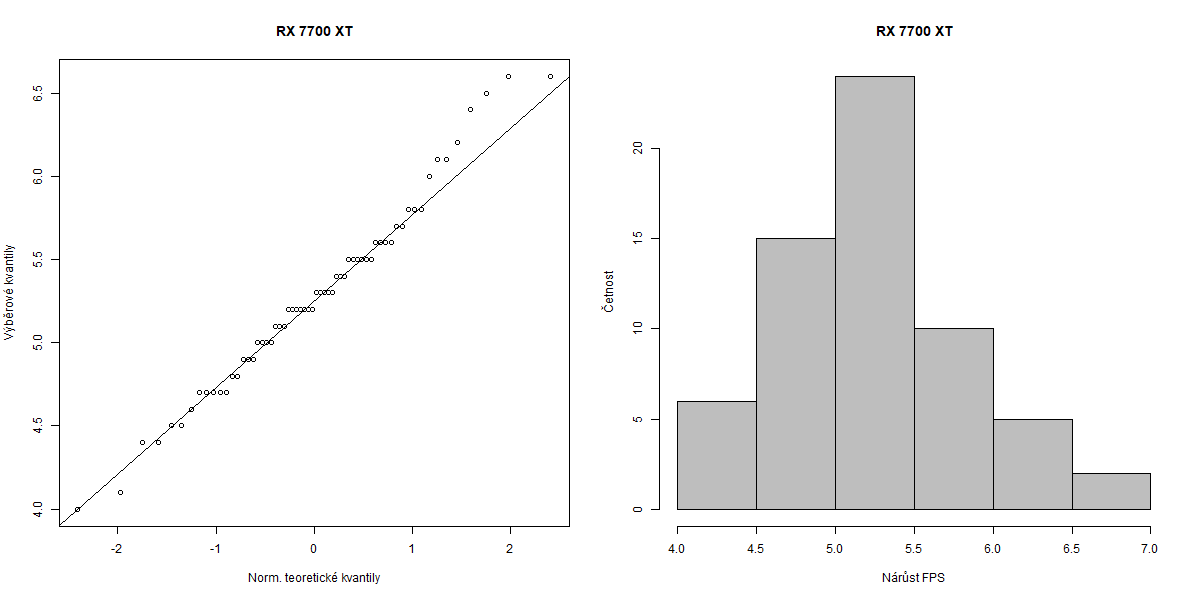 RX 7700 XT
Výběrové kvantily
6.5
6.0
5.5
5.0
4.5
4.0
-2 -1 0 1 2
Norm. teoretické kvantily
RX 7700 XT
Četnost
20
15
10
5
0
4.0 4.5 5.0 5.5 6.0 6.5 7.0
Nárůst FPS